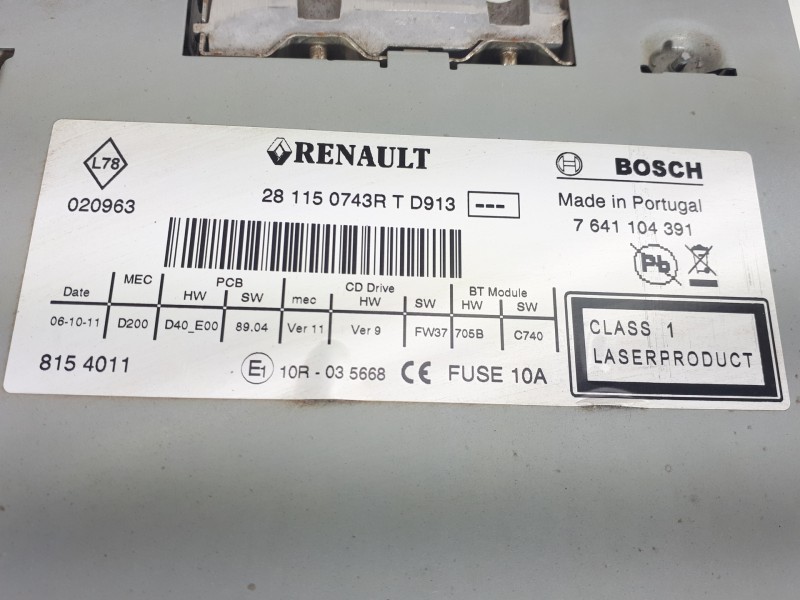 L78
RENAULT
BOSCH
020963
28 115 0743R T D913 ---
Made in Portugal
7 641 104 391
Pb
MEC PCB CD Drive BT Module
Date HW SW mec HW SW HW SW
06-10-11 D200 D40_E00 89.04 Ver 11 Ver 9 FW37 705B C740
CLASS 1
LASERPRODUCT
815 4011
E1 10R - 03 5668 CE FUSE 10A